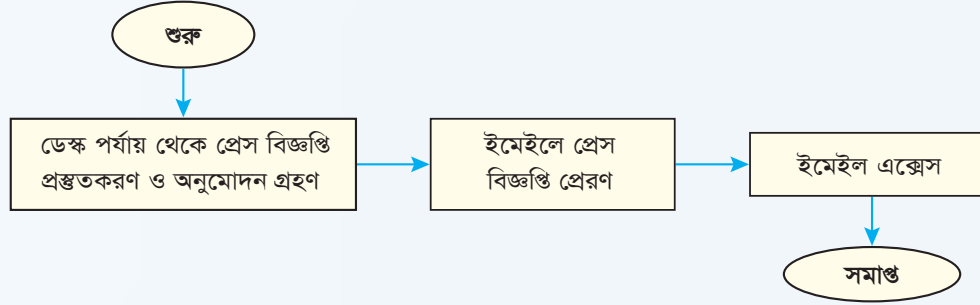 শুরু
ডেস্ক পর্যায় থেকে প্রেস বিজ্ঞপ্তি
প্রস্তুতকরণ ও অনুমোদন গ্রহণ
ইমেইলে প্রেস
বিজ্ঞপ্তি প্রেরণ
ইমেইল এক্সেস
সমাপ্ত